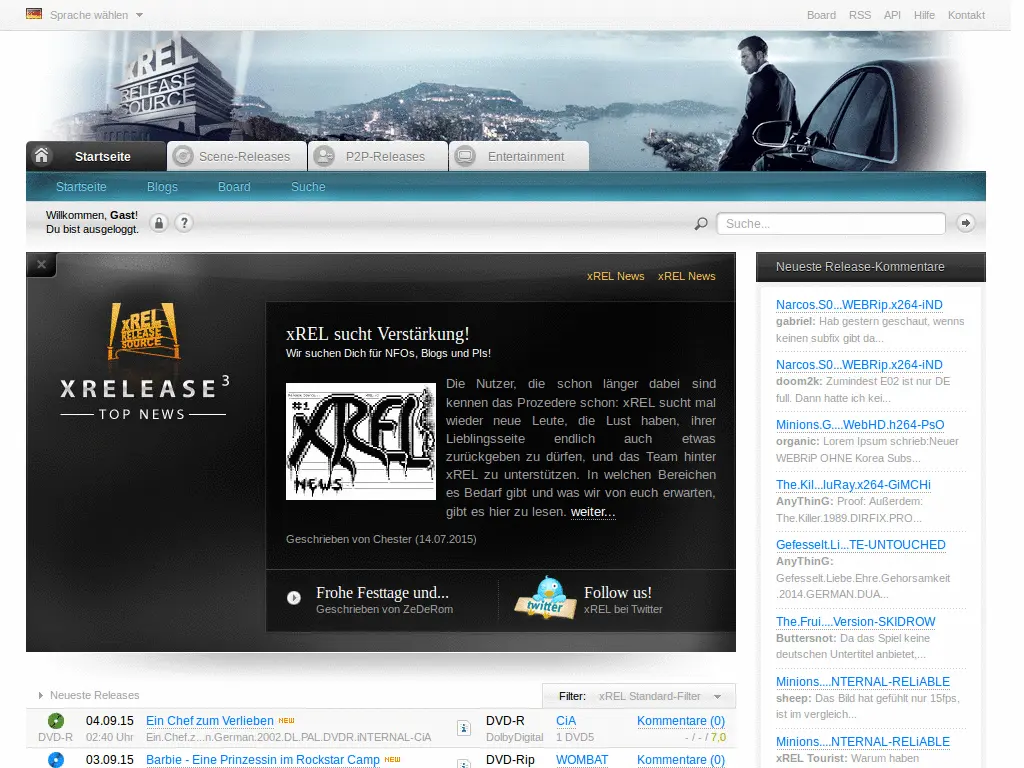 Sprache wählen
Board RSS API Hilfe Kontakt
xREL
RELEASE
SOURCE
Startseite Scene-Releases P2P-Releases Entertainment
Startseite Blogs Board Suche
Willkommen, Gast!
Du bist ausgeloggt.
Suche...
xREL News xREL News
xREL
RELEASE
SOURCE
XRELEASE³
TOP NEWS
xREL sucht Verstärkung!
Wir suchen Dich für NFOs, Blogs und PIs!
#1
XREL
NEWS
Die Nutzer, die schon länger dabei sind
kennen das Prozedere schon: xREL sucht mal
wieder neue Leute, die Lust haben, ihrer
Lieblingsseite endlich auch etwas
zurückgeben zu dürfen, und das Team hinter
xREL zu unterstützen. In welchen Bereichen
es Bedarf gibt und was wir von euch erwarten,
gibt es hier zu lesen. weiter...
Geschrieben von Chester (14.07.2015)
Frohe Festtage und...
Geschrieben von ZeDeRom
twitter
Follow us!
xREL bei Twitter
Neueste Release-Kommentare
Narcos.S0...WEBRip.x264-iND
gabriel: Hab gestern geschaut, wenns
keinen subfix gibt da...
Narcos.S0...WEBRip.x264-iND
doom2k: Zumindest E02 ist nur DE
full. Dann hatte ich kei...
Minions.G....WebHD.h264-PsO
organic: Lorem Ipsum schrieb:Neuer
WEBRiP OHNE Korea Subs...
The.Kil...luRay.x264-GiMCHi
AnyThinG: Proof: Außerdem:
The.Killer.1989.DIRFIX.PRO...
Gefesselt.Li...TE-UNTOUCHED
AnyThinG:
Gefesselt.Liebe.Ehre.Gehorsamkeit
.2014.GERMAN.DUA...
The.Frui....Version-SKIDROW
Buttersnot: Da das Spiel keine
deutschen Untertitel anbietet,...
Minions....NTERNAL-RELiABLE
sheep: Das Bild hat gefühlt nur 15fps,
ist im vergleich...
Minions....NTERNAL-RELiABLE
xREL Tourist: Warum haben
Neueste Releases
Filter: xREL Standard-Filter
04.09.15 Ein Chef zum Verlieben NEW DVD-R CiA Kommentare (0)
DVD-R 02:40 Uhr Ein.Chef.z...n.German.2002.DL.PAL.DVDR.iNTERNAL-CiA DolbyDigital 1 DVD5 - / - / 7,0
03.09.15 Barbie - Eine Prinzessin im Rockstar Camp NEW DVD-Rip WOMBAT Kommentare (0)